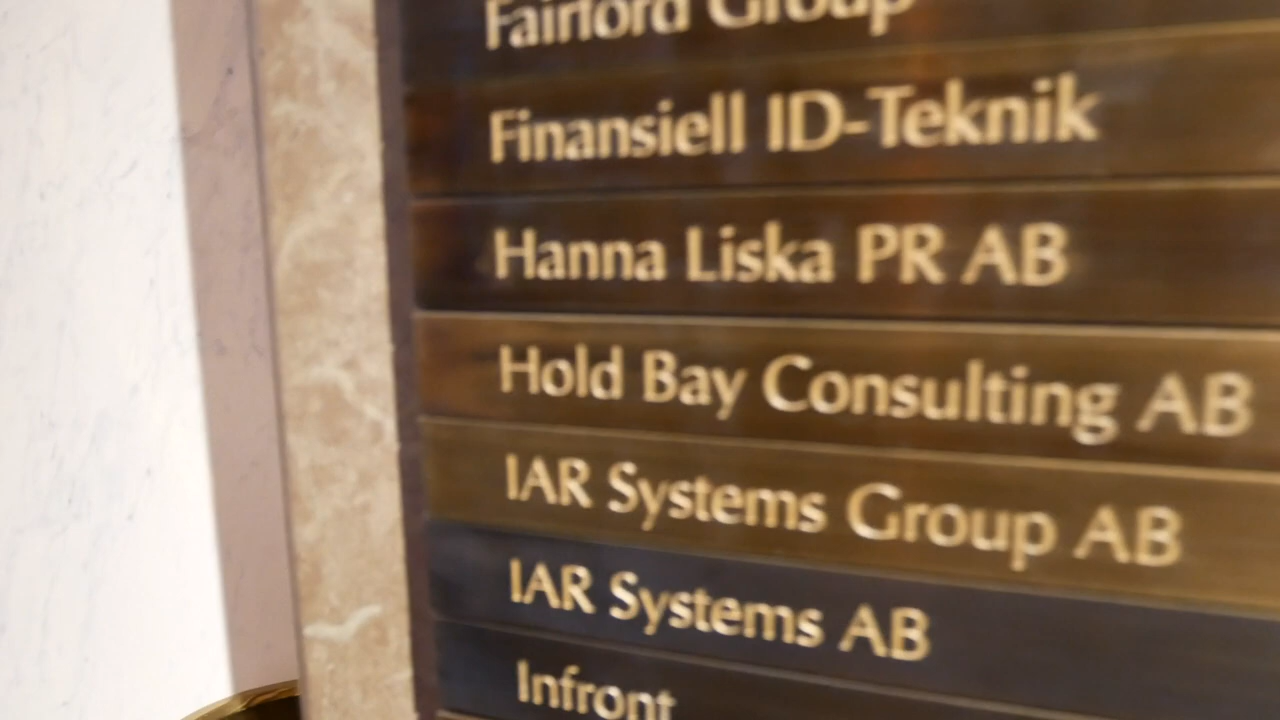 Fairford Group
Finansiell ID-Teknik
Hanna Liska PR AB
Hold Bay Consulting AB
IAR Systems Group AB
IAR Systems AB
Infront